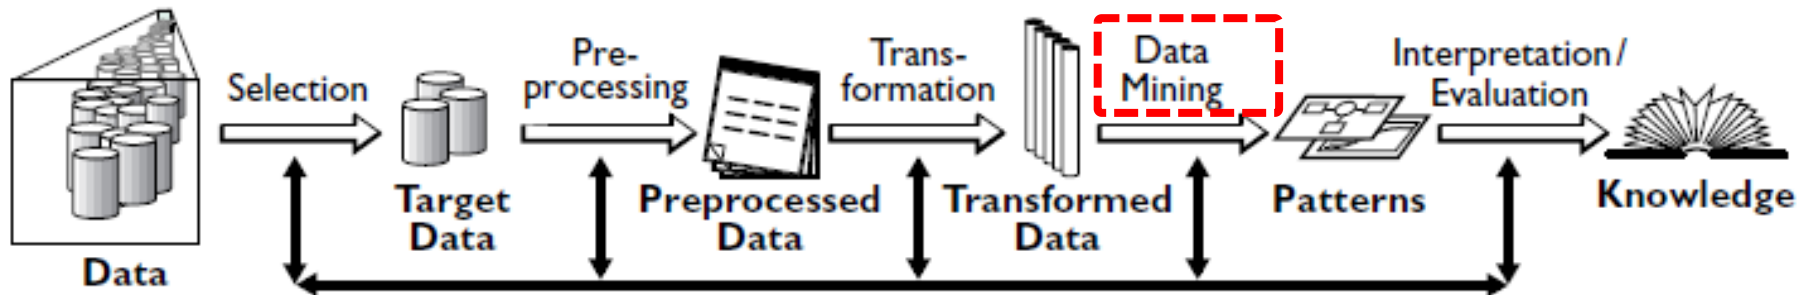 Selection
Pre-
processing
Trans-
formation
Data
Mining
Interpretation/
Evaluation
Data
Target
Data
Preprocessed
Data
Transformed
Data
Patterns
Knowledge